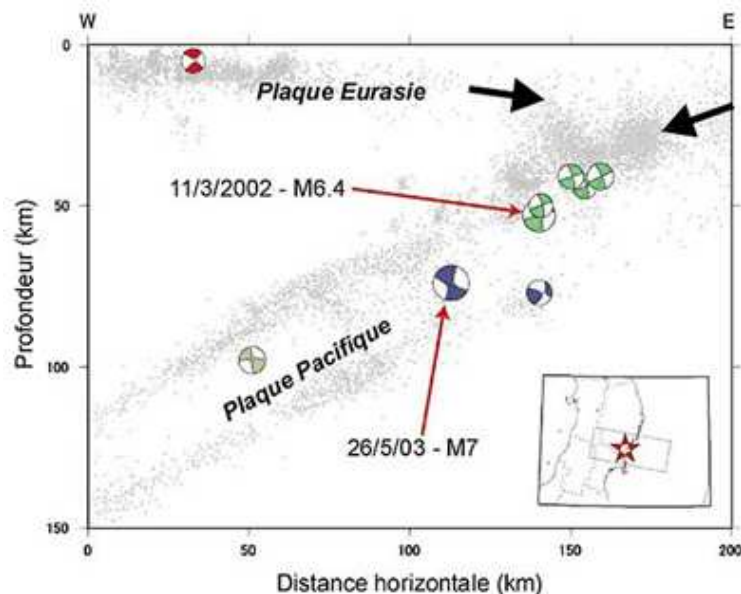 W
E
0
Plaque Eurasie
11/3/2002 - M6.4
50
Profondeur (km)
Plaque Pacifique
100
26/5/03 - M7
150
0
50
100
150
200
Distance horizontale (km)